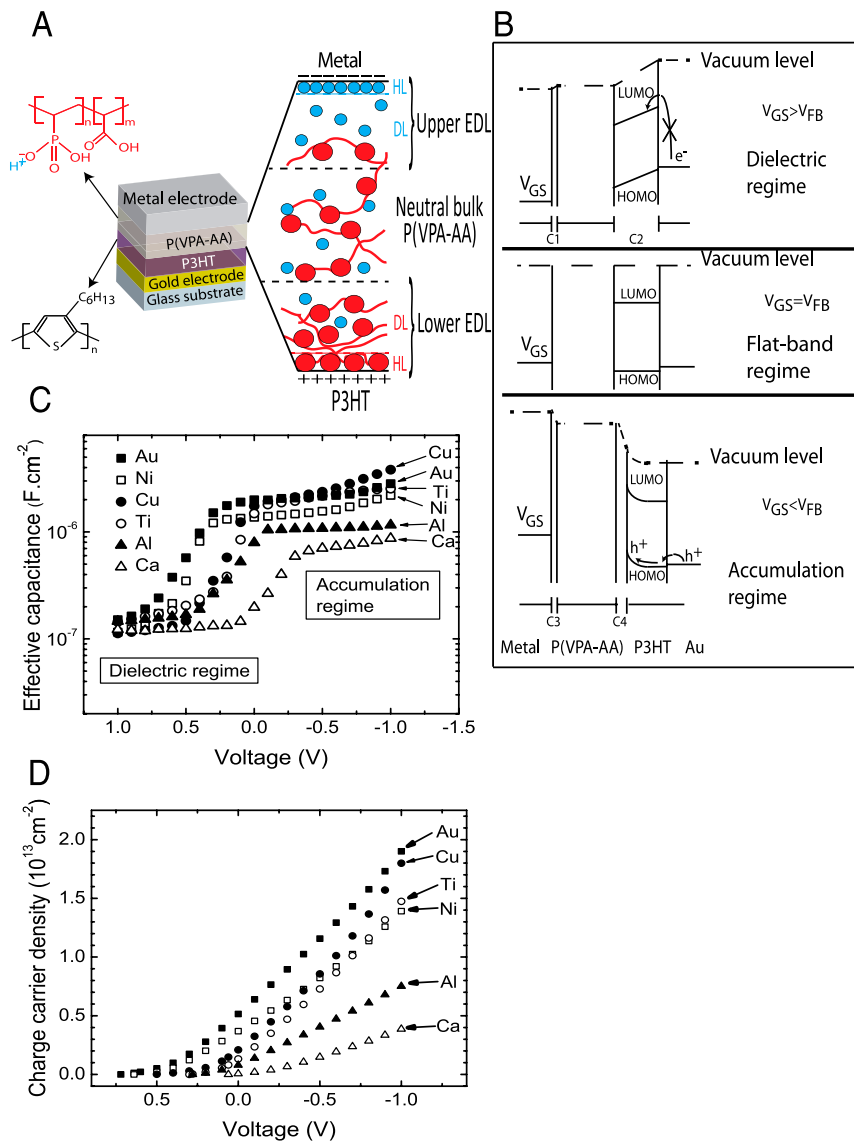 A
Metal
HL
DL
Upper EDL
Neutral bulk
P(VPA-AA)
DL
Lower EDL
HL
+++++++
P3HT
n
m
P
O
OH
O
O
OH
H+
Metal electrode
P(VPA-AA)
P3HT
Gold electrode
Glass substrate
C6H13
S
n
B
Vacuum level
LUMO
VGS>VFB
e-
Dielectric
regime
VGS
HOMO
C1
C2
Vacuum level
LUMO
VGS=VFB
VGS
Flat-band
regime
HOMO
Vacuum level
LUMO
VGS<VFB
VGS
h+
h+
HOMO
Accumulation
regime
C3
C4
Metal P(VPA-AA) P3HT Au
C
Effective capacitance (F.cm-2)
10-6
10-7
Au
Ni
Cu
Ti
Al
Ca
Cu
Au
Ti
Ni
Al
Ca
Accumulation
regime
Dielectric regime
1.0 0.5 0.0 -0.5 -1.0 -1.5
Voltage (V)
D
Charge carrier density (1013cm-2)
2.0
1.5
1.0
0.5
0.0
Au
Cu
Ti
Ni
Al
Ca
0.5 0.0 -0.5 -1.0
Voltage (V)